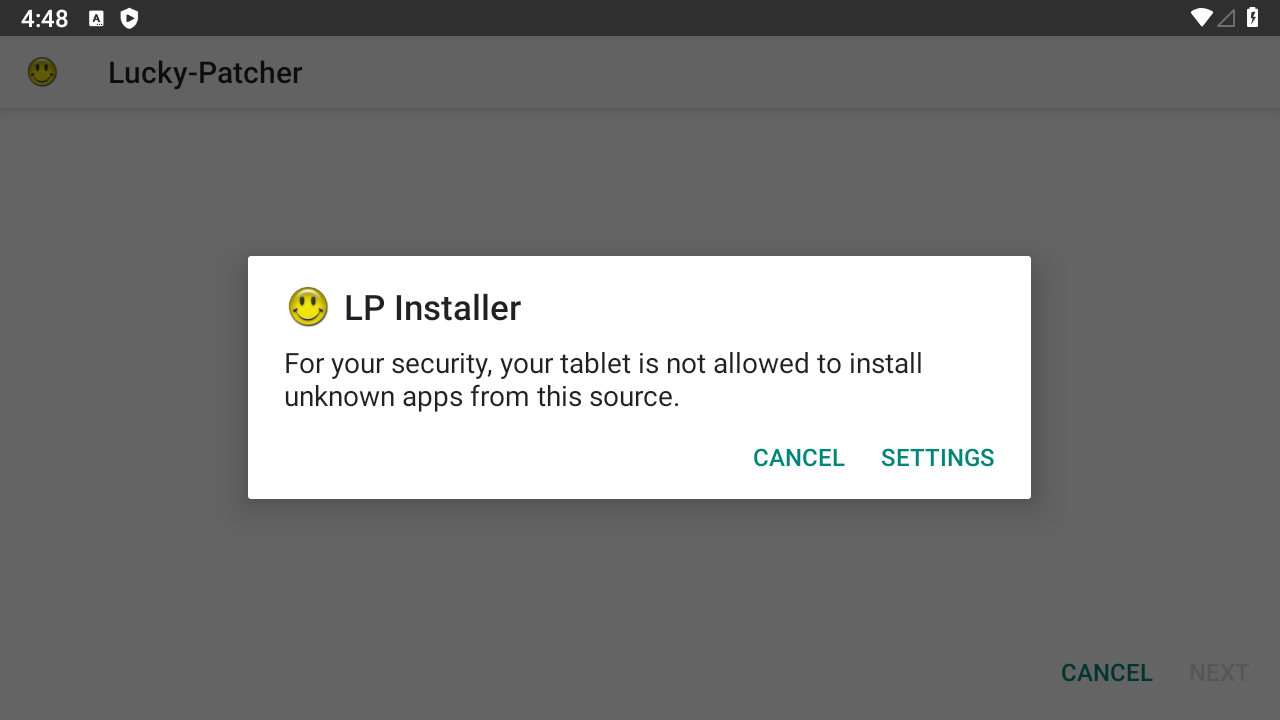 4:48
Lucky-Patcher
LP Installer
For your security, your tablet is not allowed to install
unknown apps from this source.
CANCEL SETTINGS
CANCEL NEXT